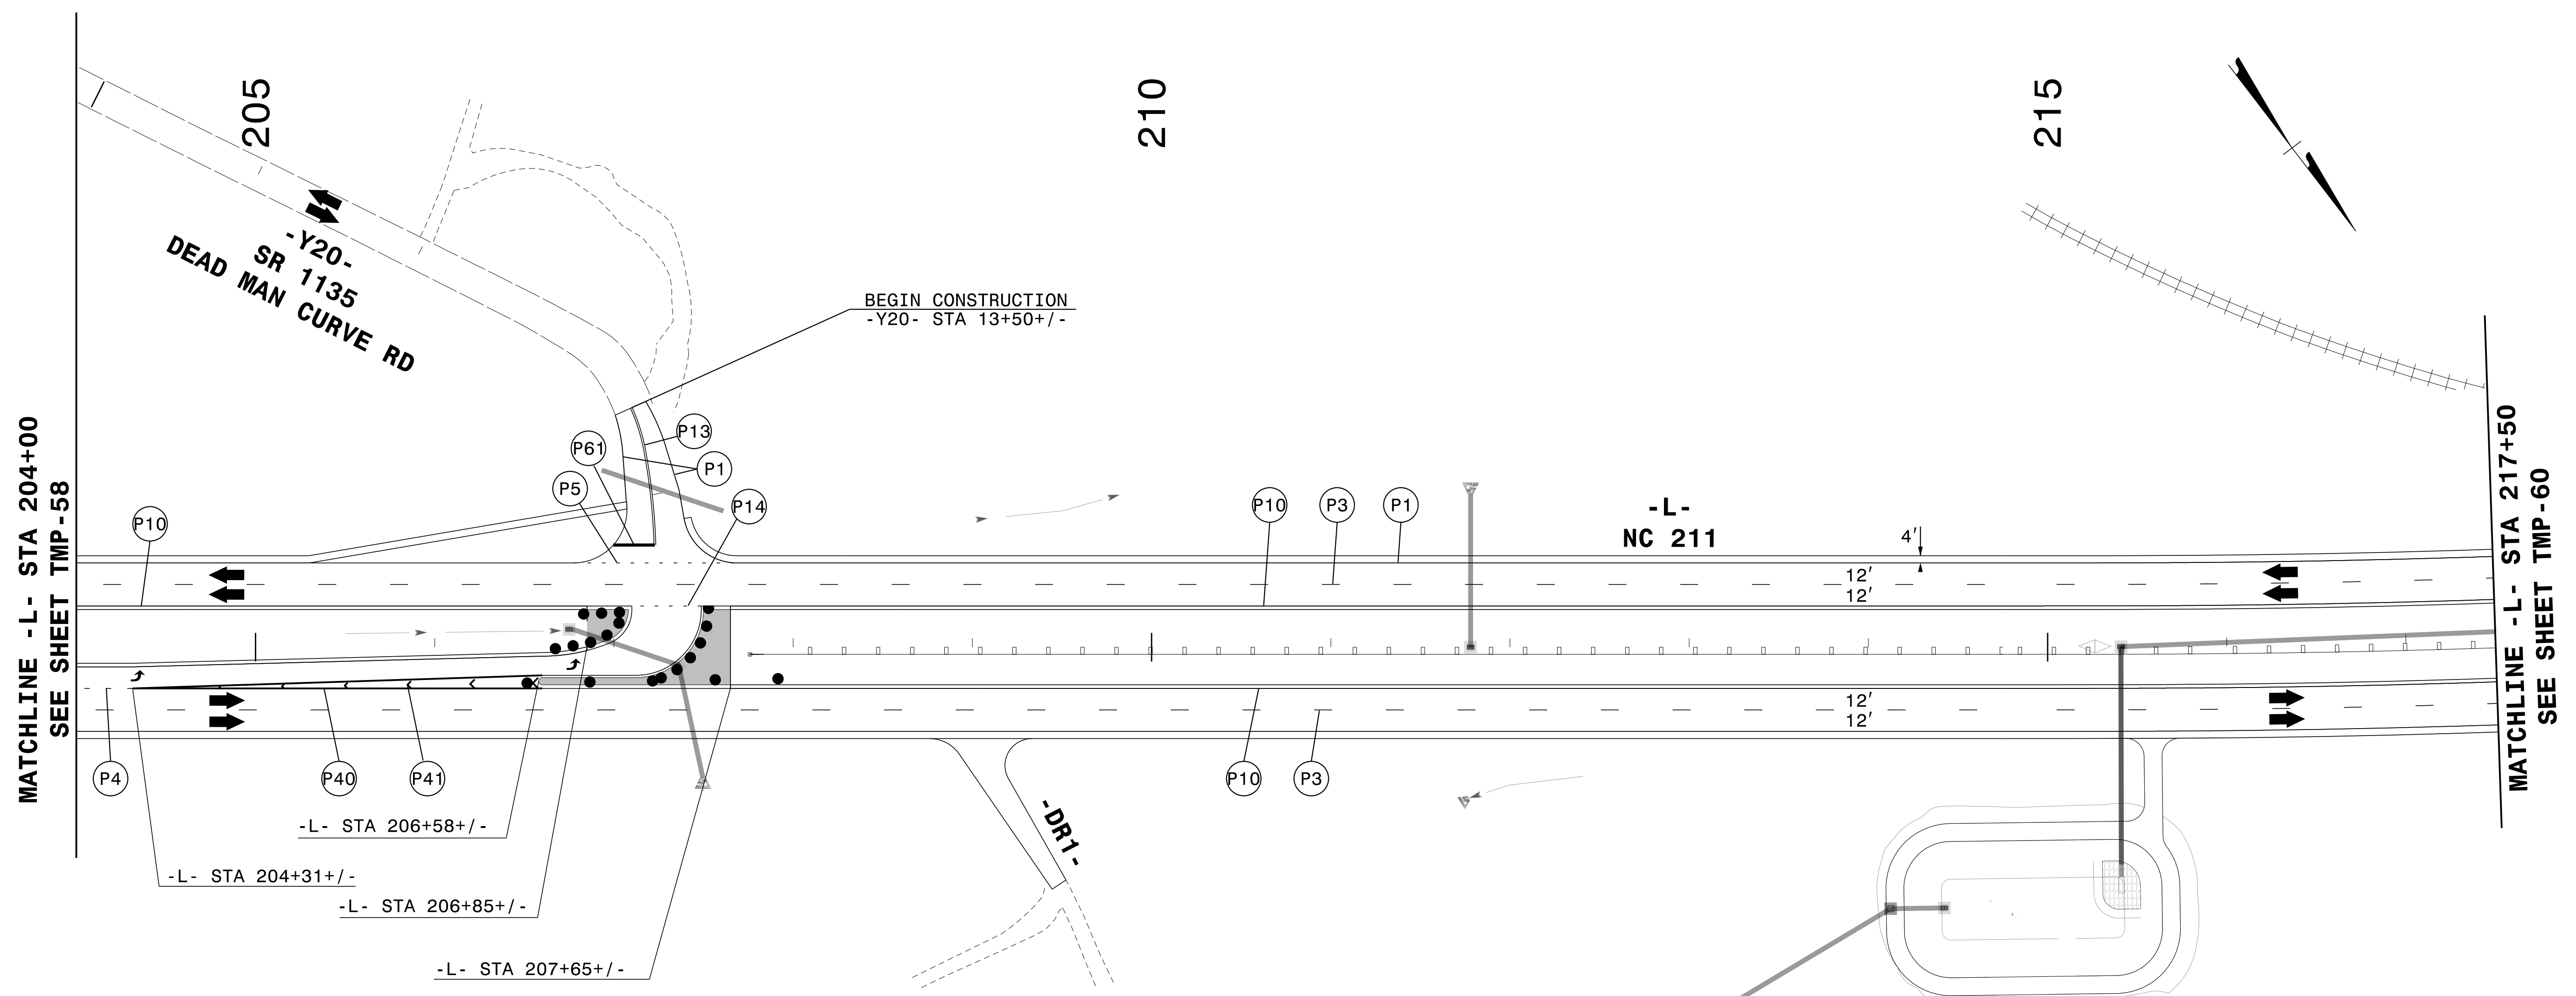 205
210
215
-Y20-
SR 1135
DEAD MAN CURVE RD
BEGIN CONSTRUCTION
-Y20- STA 13+50+/-
MATCHLINE -L- STA 204+00
SEE SHEET TMP-58
P13
P61
P1
P5
P14
P10
P10
P3
P1
-L-
NC 211
4'
12'
12'
12'
12'
MATCHLINE -L- STA 217+50
SEE SHEET TMP-60
P4
P40
P41
P10
P3
-L- STA 206+58+/-
-L- STA 204+31+/-
-L- STA 206+85+/-
-L- STA 207+65+/-
-DR1-